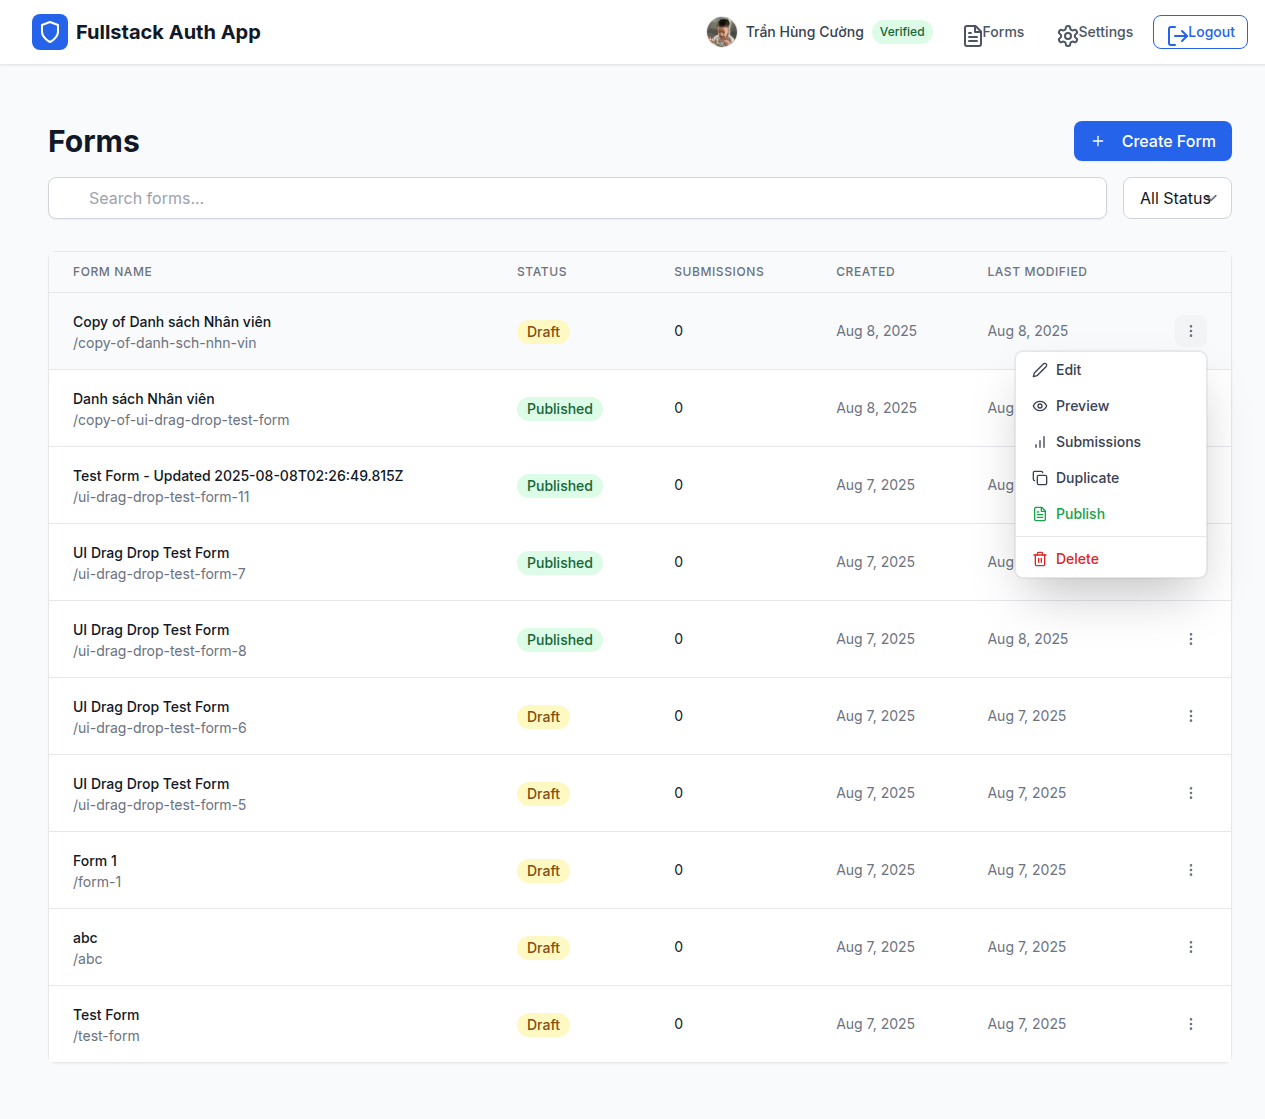 Fullstack Auth App
Trần Hùng Cường Verified Forms Settings Logout
Forms
Create Form
Search forms...
All Status
FORM NAME STATUS SUBMISSIONS CREATED LAST MODIFIED
Copy of Danh sách Nhân viên
/copy-of-danh-sch-nhn-vin
Draft 0 Aug 8, 2025 Aug 8, 2025
Edit
Preview
Submissions
Duplicate
Publish
Delete
Danh sách Nhân viên
/copy-of-ui-drag-drop-test-form
Published 0 Aug 8, 2025 Aug
Test Form - Updated 2025-08-08T02:26:49.815Z
/ui-drag-drop-test-form-11
Published 0 Aug 7, 2025 Aug
UI Drag Drop Test Form
/ui-drag-drop-test-form-7
Published 0 Aug 7, 2025 Aug
UI Drag Drop Test Form
/ui-drag-drop-test-form-8
Published 0 Aug 7, 2025 Aug 8, 2025
UI Drag Drop Test Form
/ui-drag-drop-test-form-6
Draft 0 Aug 7, 2025 Aug 7, 2025
UI Drag Drop Test Form
/ui-drag-drop-test-form-5
Draft 0 Aug 7, 2025 Aug 7, 2025
Form 1
/form-1
Draft 0 Aug 7, 2025 Aug 7, 2025
abc
/abc
Draft 0 Aug 7, 2025 Aug 7, 2025
Test Form
/test-form
Draft 0 Aug 7, 2025 Aug 7, 2025